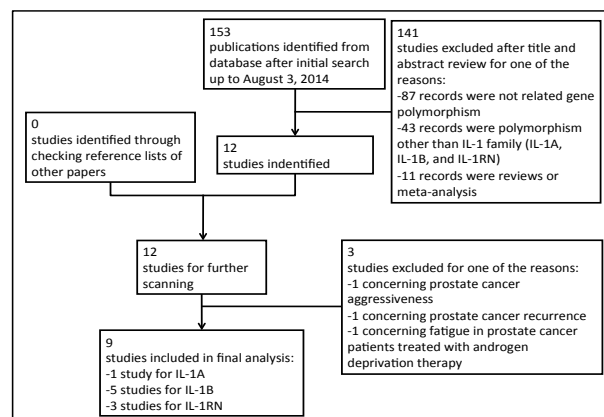 153
publications identified from
database after initial search
up to August 3, 2014
141
studies excluded after title and
abstract review for one of the
reasons:
-87 records were not related gene
polymorphism
-43 records were polymorphism
other than IL-1 family (IL-1A,
IL-1B, and IL-1RN)
-11 records were reviews or
meta-analysis
0
studies identified through
checking reference lists of
other papers
12
studies indentified
12
studies for further
scanning
3
studies excluded for one of the reasons:
-1 concerning prostate cancer
aggressiveness
-1 concerning prostate cancer recurrence
-1 concerning fatigue in prostate cancer
patients treated with androgen
deprivation therapy
9
studies included in final analysis:
-1 study for IL-1A
-5 studies for IL-1B
-3 studies for IL-1RN